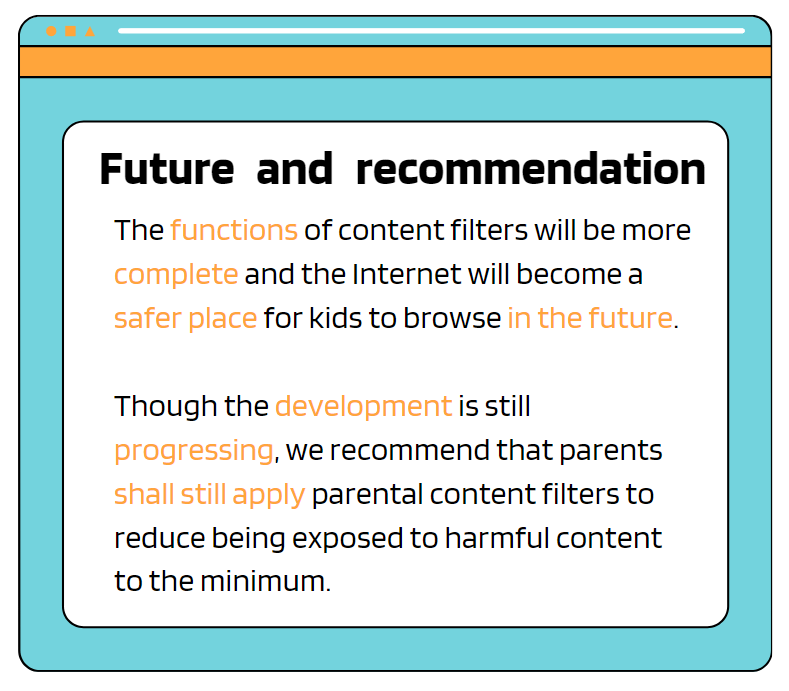 Future and recommendation
The functions of content filters will be more
complete and the Internet will become a
safer place for kids to browse in the future.
Though the development is still
progressing, we recommend that parents
shall still apply parental content filters to
reduce being exposed to harmful content
to the minimum.